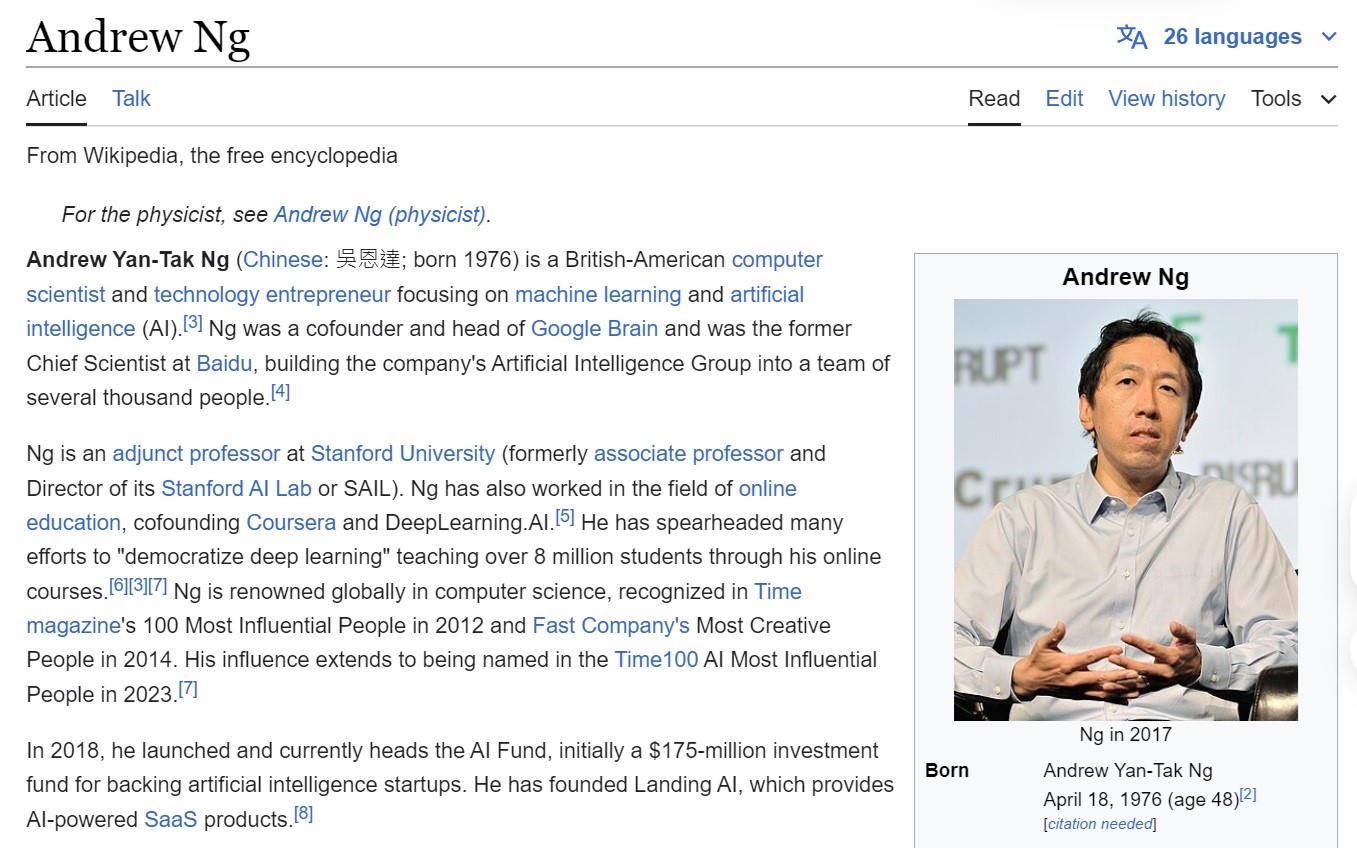 Andrew Ng
26 languages
Article Talk
Read Edit View history Tools
From Wikipedia, the free encyclopedia
For the physicist, see Andrew Ng (physicist).
Andrew Yan-Tak Ng (Chinese: 吳恩達; born 1976) is a British-American computer
scientist and technology entrepreneur focusing on machine learning and artificial
intelligence (AI).[3] Ng was a cofounder and head of Google Brain and was the former
Chief Scientist at Baidu, building the company's Artificial Intelligence Group into a team of
several thousand people.[4]
Ng is an adjunct professor at Stanford University (formerly associate professor and
Director of its Stanford AI Lab or SAIL). Ng has also worked in the field of online
education, cofounding Coursera and DeepLearning.AI.[5] He has spearheaded many
efforts to "democratize deep learning" teaching over 8 million students through his online
courses.[6][3][7] Ng is renowned globally in computer science, recognized in Time
magazine's 100 Most Influential People in 2012 and Fast Company's Most Creative
People in 2014. His influence extends to being named in the Time100 AI Most Influential
People in 2023.[7]
In 2018, he launched and currently heads the AI Fund, initially a $175-million investment
fund for backing artificial intelligence startups. He has founded Landing AI, which provides
AI-powered SaaS products.[8]
Andrew Ng
RUPT
Ng in 2017
Born Andrew Yan-Tak Ng
April 18, 1976 (age 48)[2]
[citation needed]